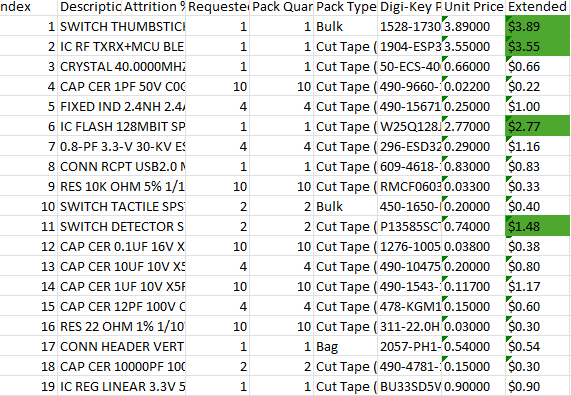 Index Descriptic Attrition % Requested Pack Quar Pack Type Digi-Key P Unit Price Extended
1 SWITCH THUMBSTICK 1 1 Bulk 1528-1730 3.89000 $3.89
2 IC RF TXRX+MCU BLE 1 1 Cut Tape ( 1904-ESP3 3.55000 $3.55
3 CRYSTAL 40.0000MHZ 1 1 Cut Tape ( 50-ECS-40 0.66000 $0.66
4 CAP CER 1PF 50V C0G 10 10 Cut Tape ( 490-9660- 0.02200 $0.22
5 FIXED IND 2.4NH 2.4A 4 4 Cut Tape ( 490-15671 0.25000 $1.00
6 IC FLASH 128MBIT SP 1 1 Cut Tape ( W25Q128J 2.77000 $2.77
7 0.8-PF 3.3-V 30-KV ES 4 4 Cut Tape ( 296-ESD32 0.29000 $1.16
8 CONN RCPT USB2.0 M 1 1 Cut Tape ( 609-4618- 0.83000 $0.83
9 RES 10K OHM 5% 1/1 10 10 Cut Tape ( RMCF0603 0.03300 $0.33
10 SWITCH TACTILE SPS 2 2 Bulk 450-1650- 0.20000 $0.40
11 SWITCH DETECTOR S 2 2 Cut Tape ( P13585SCT 0.74000 $1.48
12 CAP CER 0.1UF 16V X 10 10 Cut Tape ( 1276-1005 0.03800 $0.38
13 CAP CER 10UF 10V X5 4 4 Cut Tape ( 490-10475 0.20000 $0.80
14 CAP CER 1UF 10V X5R 10 10 Cut Tape ( 490-1543- 0.11700 $1.17
15 CAP CER 12PF 100V C 4 4 Cut Tape ( 478-KGM1 0.15000 $0.60
16 RES 22 OHM 1% 1/10 10 10 Cut Tape ( 311-22.0H 0.03000 $0.30
17 CONN HEADER VERT 1 1 Bag 2057-PH1- 0.54000 $0.54
18 CAP CER 10000PF 100 2 2 Cut Tape ( 490-4781- 0.15000 $0.30
19 IC REG LINEAR 3.3V 5 1 1 Cut Tape ( BU33SD5W 0.90000 $0.90